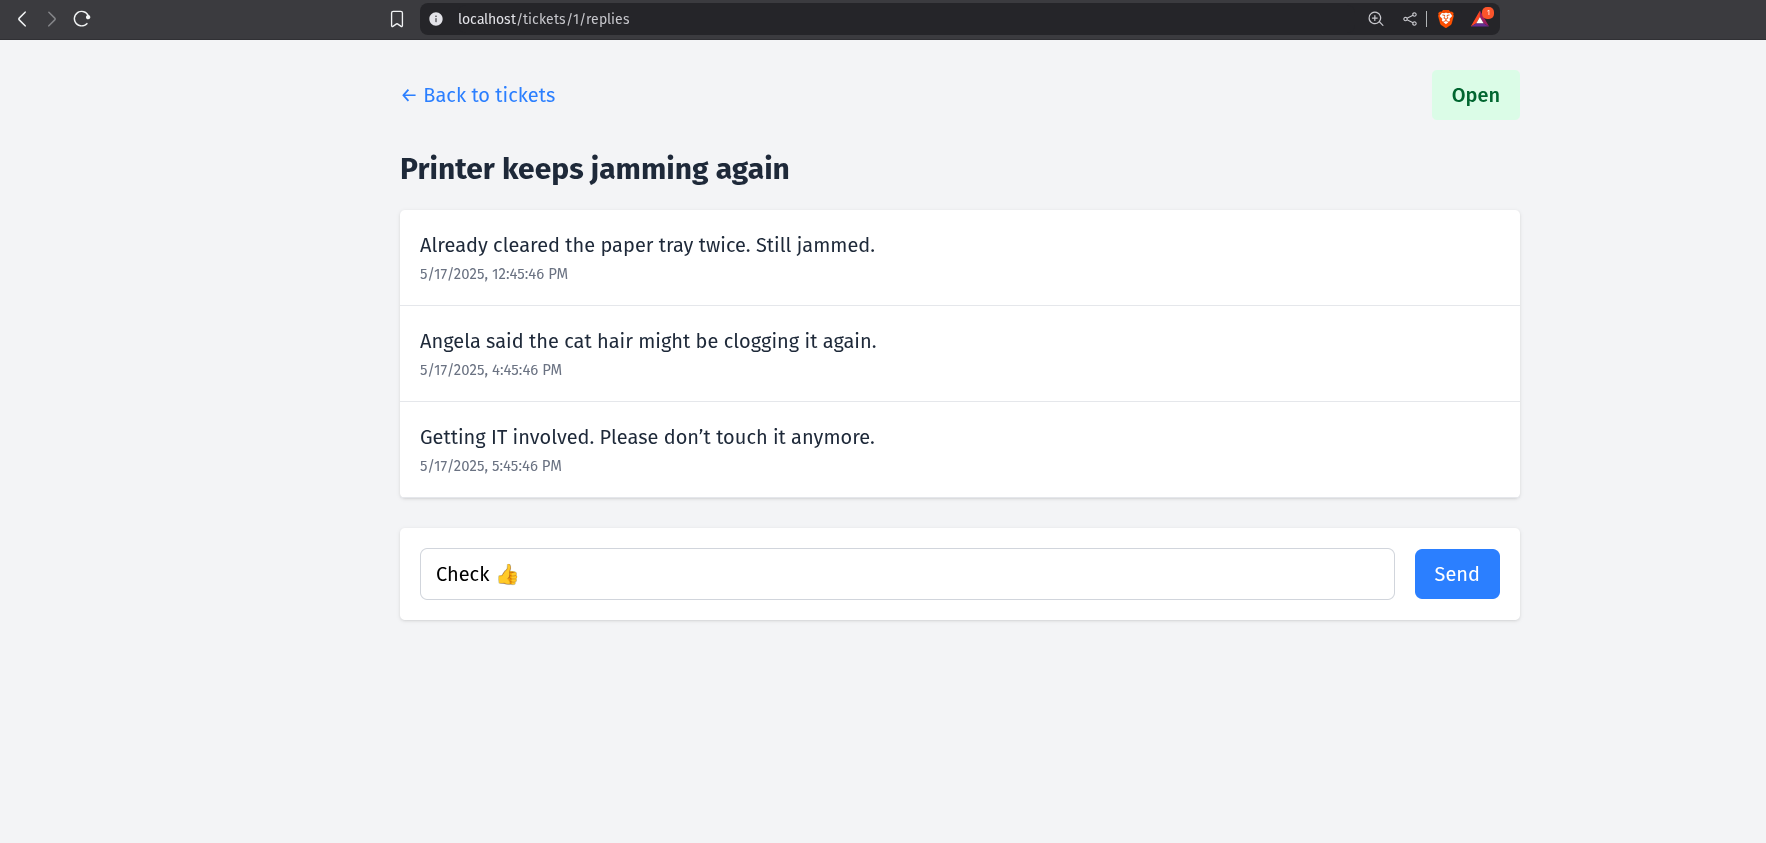 localhost/tickets/1/replies
1
← Back to tickets
Open
Printer keeps jamming again
Already cleared the paper tray twice. Still jammed.
5/17/2025, 12:45:46 PM
Angela said the cat hair might be clogging it again.
5/17/2025, 4:45:46 PM
Getting IT involved. Please don’t touch it anymore.
5/17/2025, 5:45:46 PM
Check 👍
Send